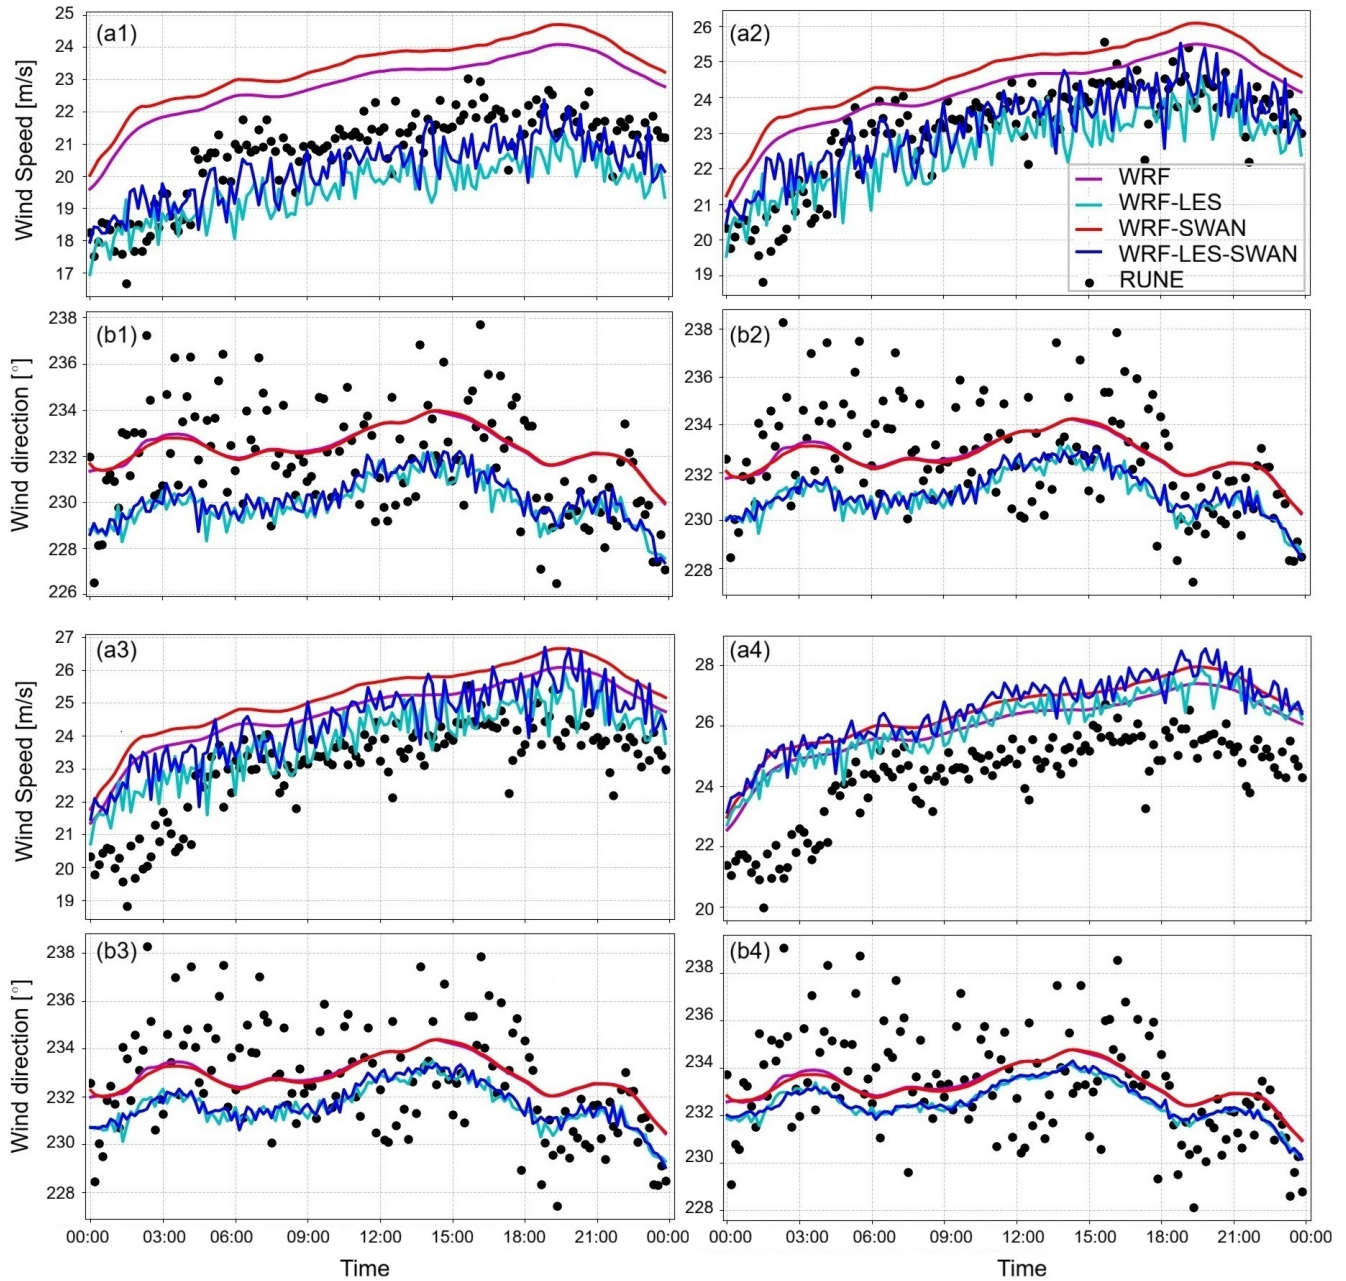 (a1)
25
24
23
22
21
20
19
18
17
Wind Speed [m/s]
(a2)
26
25
24
23
22
21
20
19
WRF
WRF-LES
WRF-SWAN
WRF-LES-SWAN
RUNE
(b1)
238
236
234
232
230
228
226
Wind direction [°]
(b2)
238
236
234
232
230
228
(a3)
27
26
25
24
23
22
21
20
19
Wind Speed [m/s]
(a4)
28
26
24
22
20
(b3)
238
236
234
232
230
228
Wind direction [°]
00:00 03:00 06:00 09:00 12:00 15:00 18:00 21:00 00:00
Time
(b4)
238
236
234
232
230
228
00:00 03:00 06:00 09:00 12:00 15:00 18:00 21:00 00:00
Time